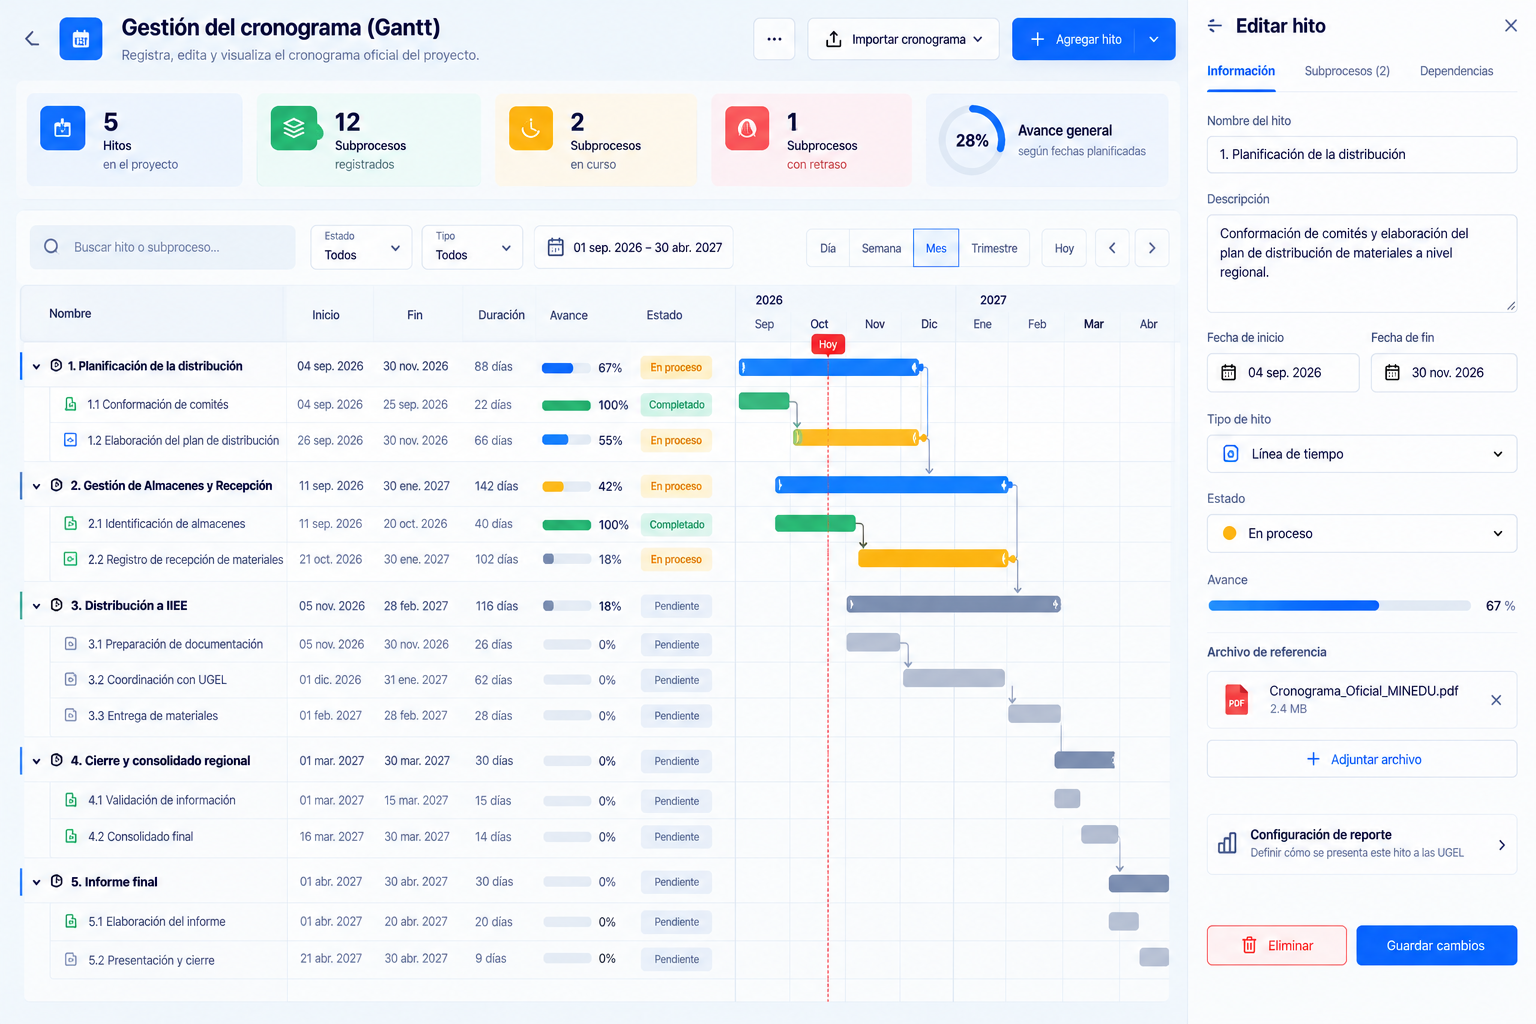 Gestión del cronograma (Gantt)
Registra, edita y visualiza el cronograma oficial del proyecto.
Importar cronograma
Agregar hito
5
Hitos
en el proyecto
12
Subprocesos
registrados
2
Subprocesos
en curso
1
Subprocesos
con retraso
28%
Avance general
según fechas planificadas
Buscar hito o subproceso...
Estado
Todos
Tipo
Todos
01 sep. 2026 – 30 abr. 2027
Día Semana Mes Trimestre Hoy
Nombre Inicio Fin Duración Avance Estado
2026 2027
Sep Oct Nov Dic Ene Feb Mar Abr
Hoy
1. Planificación de la distribución 04 sep. 2026 30 nov. 2026 88 días 67% En proceso
1.1 Conformación de comités 04 sep. 2026 25 sep. 2026 22 días 100% Completado
1.2 Elaboración del plan de distribución 26 sep. 2026 30 nov. 2026 66 días 55% En proceso
2. Gestión de Almacenes y Recepción 11 sep. 2026 30 ene. 2027 142 días 42% En proceso
2.1 Identificación de almacenes 11 sep. 2026 20 oct. 2026 40 días 100% Completado
2.2 Registro de recepción de materiales 21 oct. 2026 30 ene. 2027 102 días 18% En proceso
3. Distribución a IIEE 05 nov. 2026 28 feb. 2027 116 días 18% Pendiente
3.1 Preparación de documentación 05 nov. 2026 30 nov. 2026 26 días 0% Pendiente
3.2 Coordinación con UGEL 01 dic. 2026 31 ene. 2027 62 días 0% Pendiente
3.3 Entrega de materiales 01 feb. 2027 28 feb. 2027 28 días 0% Pendiente
4. Cierre y consolidado regional 01 mar. 2027 30 mar. 2027 30 días 0% Pendiente
4.1 Validación de información 01 mar. 2027 15 mar. 2027 15 días 0% Pendiente
4.2 Consolidado final 16 mar. 2027 30 mar. 2027 14 días 0% Pendiente
5. Informe final 01 abr. 2027 30 abr. 2027 30 días 0% Pendiente
5.1 Elaboración del informe 01 abr. 2027 20 abr. 2027 20 días 0% Pendiente
5.2 Presentación y cierre 21 abr. 2027 30 abr. 2027 9 días 0% Pendiente
Editar hito
Información Subprocesos (2) Dependencias
Nombre del hito
1. Planificación de la distribución
Descripción
Conformación de comités y elaboración del
plan de distribución de materiales a nivel
regional.
Fecha de inicio Fecha de fin
04 sep. 2026 30 nov. 2026
Tipo de hito
Línea de tiempo
Estado
En proceso
Avance
67 %
Archivo de referencia
PDF
Cronograma_Oficial_MINEDU.pdf
2.4 MB
Adjuntar archivo
Configuración de reporte
Definir cómo se presenta este hito a las UGEL
Eliminar Guardar cambios